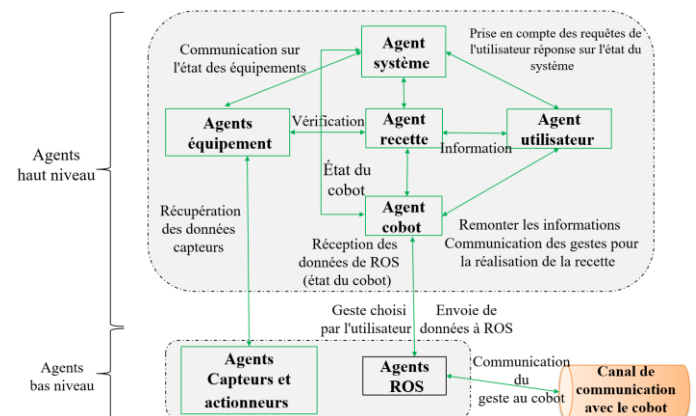 Communication sur
l'état des équipements
Agent
système
Prise en compte des requêtes de
l'utilisateur réponse sur l'état du
système
Agents
équipement
Vérification
Agent
recette
Information
Agent
utilisateur
Agents
haut niveau
État du
cobot
Agent
cobot
Récupération
des données
capteurs
Réception des
données de ROS
(état du cobot)
Remonter les informations
Communication des gestes pour
la réalisation de la recette
Geste choisi
par l'utilisateur
Envoie de
données à ROS
Agents
bas niveau
Agents
Capteurs et
actionneurs
Agents
ROS
Communication
du
geste au cobot
Canal de
communication
avec le cobot